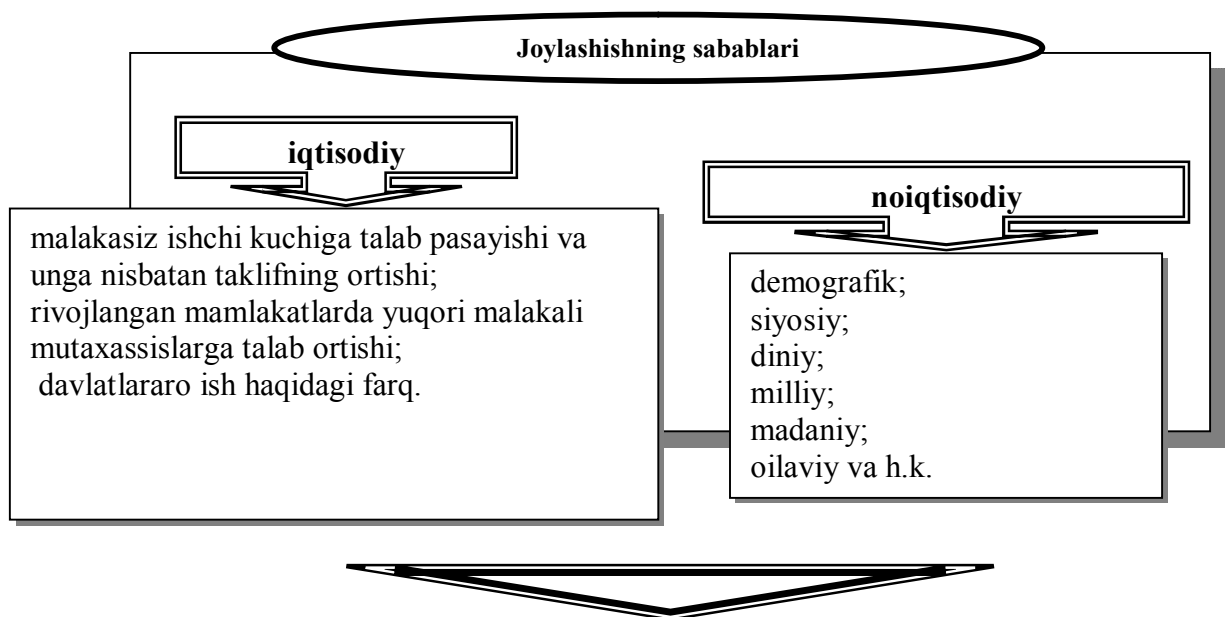 Joylashishning sabablari
iqtisodiy
malakasiz ishchi kuchiga talab pasayishi va
unga nisbatan taklifning ortishi;
rivojlangan mamlakatlarda yuqori malakali
mutaxassislarga talab ortishi;
davlatlararo ish haqidagi farq.
noiqtisodiy
demografik;
siyosiy;
diniy;
milliy;
madaniy;
oilaviy va h.k.